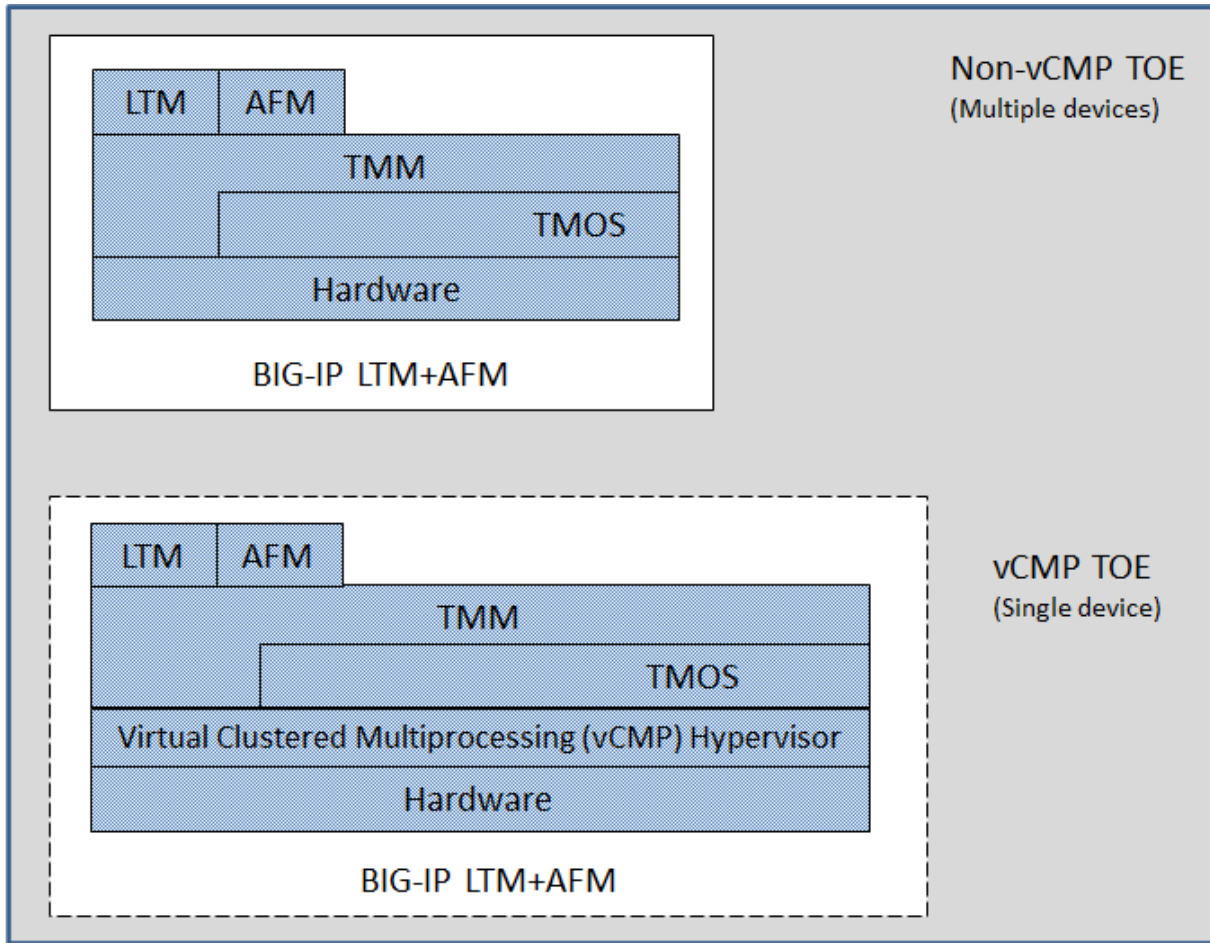 Non-vCMP TOE
(Multiple devices)
LTM AFM
TMM
TMOS
Hardware
BIG-IP LTM+AFM
vCMP TOE
(Single device)
LTM AFM
TMM
TMOS
Virtual Clustered Multiprocessing (vCMP) Hypervisor
Hardware
BIG-IP LTM+AFM